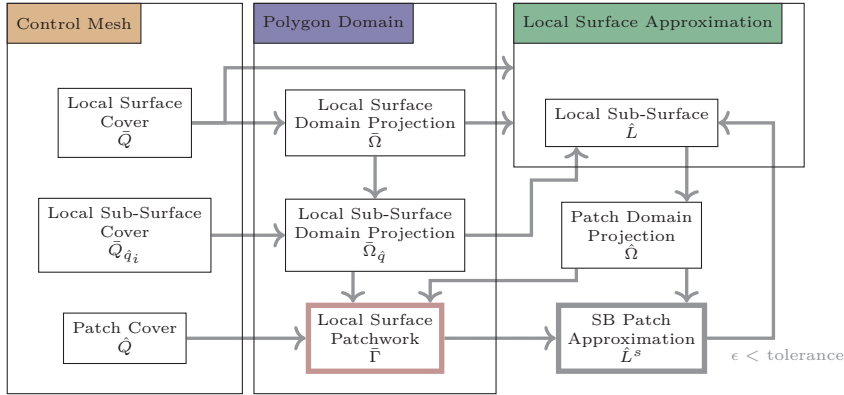 Control Mesh
Polygon Domain
Local Surface Approximation
Local Surface
Cover
Q̄
Local Surface
Domain Projection
Ω̄
Local Sub-Surface
L̂
Local Sub-Surface
Cover
Q̄_{q̂_i}
Local Sub-Surface
Domain Projection
Ω̄_{q̂}
Patch Domain
Projection
Ω̂
Patch Cover
Q̂
Local Surface
Patchwork
Γ̄
SB Patch
Approximation
L̂^s
ϵ < tolerance